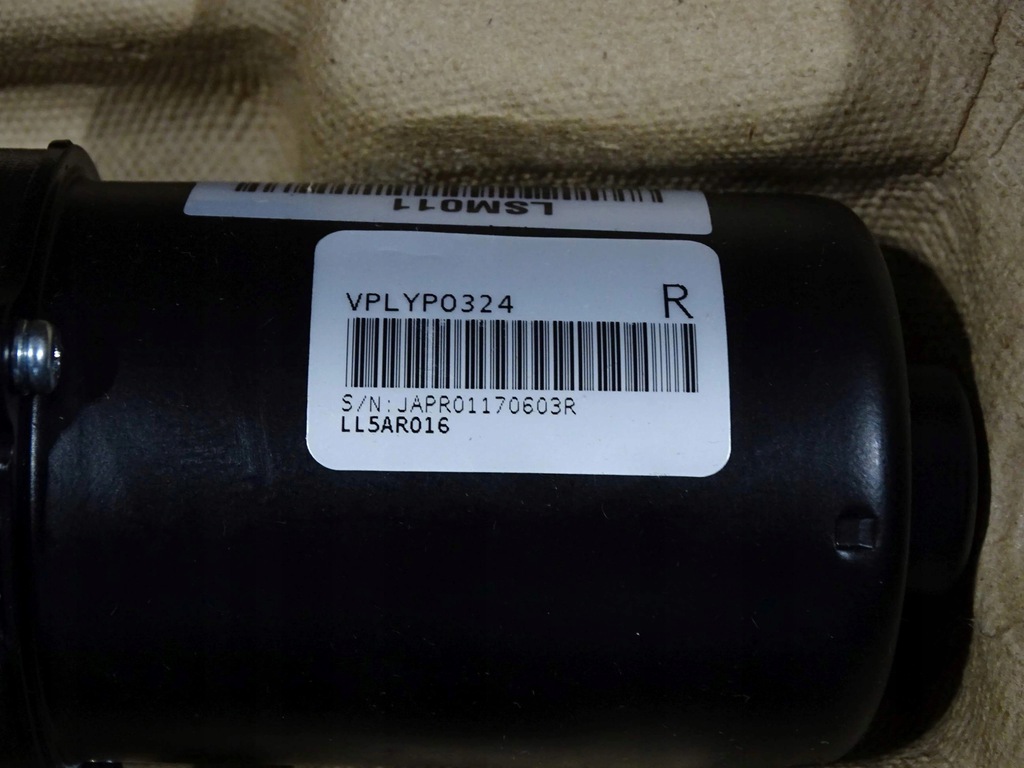 LSM011
VPLYP0324
R
S/N:JAPR01170603R
LL5AR016